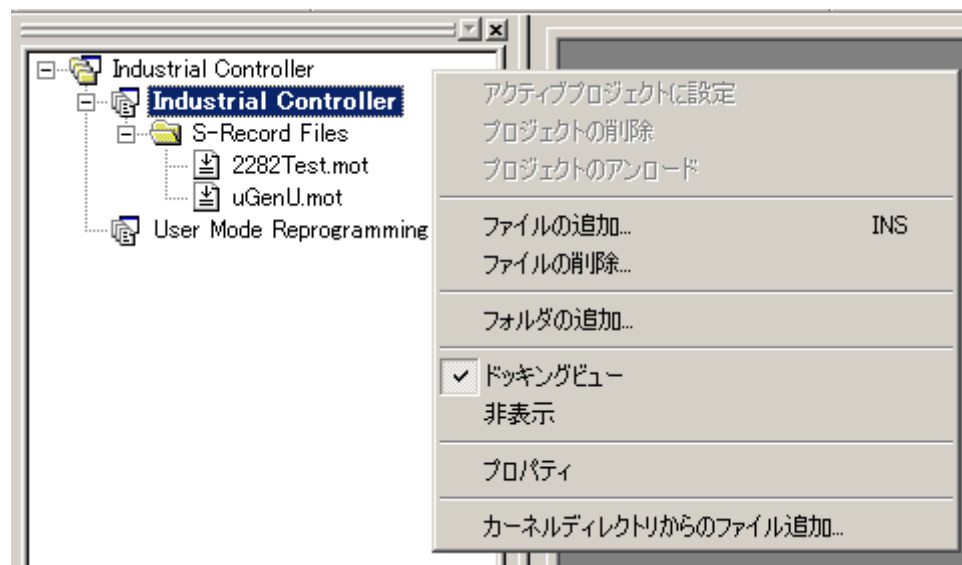 Industrial Controller
Industrial Controller
S-Record Files
2282Test.mot
uGenU.mot
User Mode Reprogramming
アクティブプロジェクトに設定
プロジェクトの削除
プロジェクトのアンロード
ファイルの追加... INS
ファイルの削除...
フォルダの追加...
ドッキングビュー
非表示
プロパティ
カーネルディレクトリからのファイル追加...